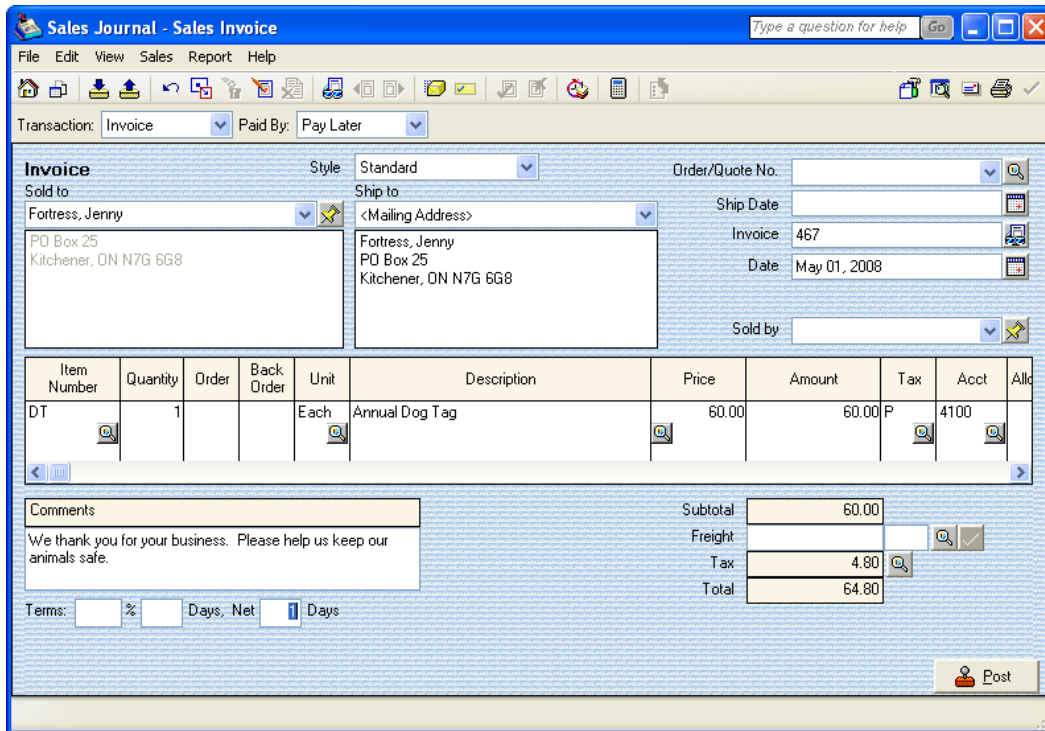 Sales Journal - Sales Invoice
Type a question for help Go
File Edit View Sales Report Help
Transaction: Invoice Paid By: Pay Later
Invoice Style Standard Order/Quote No.
Sold to Ship to
Fortress, Jenny <Mailing Address> Ship Date
PO Box 25 Fortress, Jenny Invoice 467
Kitchener, ON N7G 6G8 PO Box 25
Kitchener, ON N7G 6G8 Date May 01, 2008
Sold by
Item Number Quantity Order Back Order Unit Description Price Amount Tax Acct Allo
DT 1 Each Annual Dog Tag 60.00 60.00 P 4100
Comments Subtotal 60.00
We thank you for your business. Please help us keep our Freight
animals safe. Tax 4.80
Total 64.80
Terms: % Days, Net 1 Days
Post